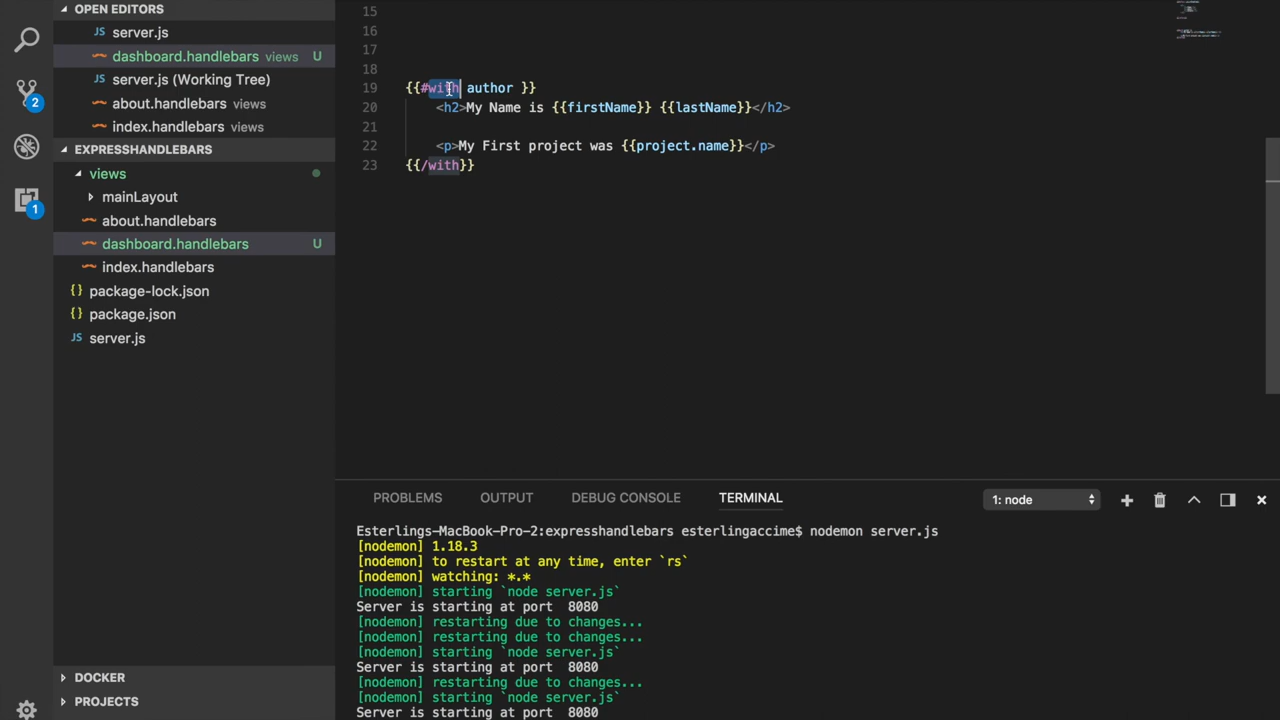 OPEN EDITORS
JS server.js
dashboard.handlebars views U
JS server.js (Working Tree)
about.handlebars views
index.handlebars views
EXPRESSHANDLEBARS
views
mainLayout
about.handlebars
dashboard.handlebars U
index.handlebars
{} package-lock.json
{} package.json
JS server.js
DOCKER
PROJECTS
2
1
15
16
17
18
19 {{#with author }}
20 <h2>My Name is {{firstName}} {{lastName}}</h2>
21
22 <p>My First project was {{project.name}}</p>
23 {{/with}}
PROBLEMS OUTPUT DEBUG CONSOLE TERMINAL 1: node
Esterlings-MacBook-Pro-2:expresshandlebars esterlingaccime$ nodemon server.js
[nodemon] 1.18.3
[nodemon] to restart at any time, enter `rs`
[nodemon] watching: *.*
[nodemon] starting `node server.js`
Server is starting at port  8080
[nodemon] restarting due to changes...
[nodemon] restarting due to changes...
[nodemon] starting `node server.js`
Server is starting at port  8080
[nodemon] restarting due to changes...
[nodemon] starting `node server.js`
Server is starting at port  8080